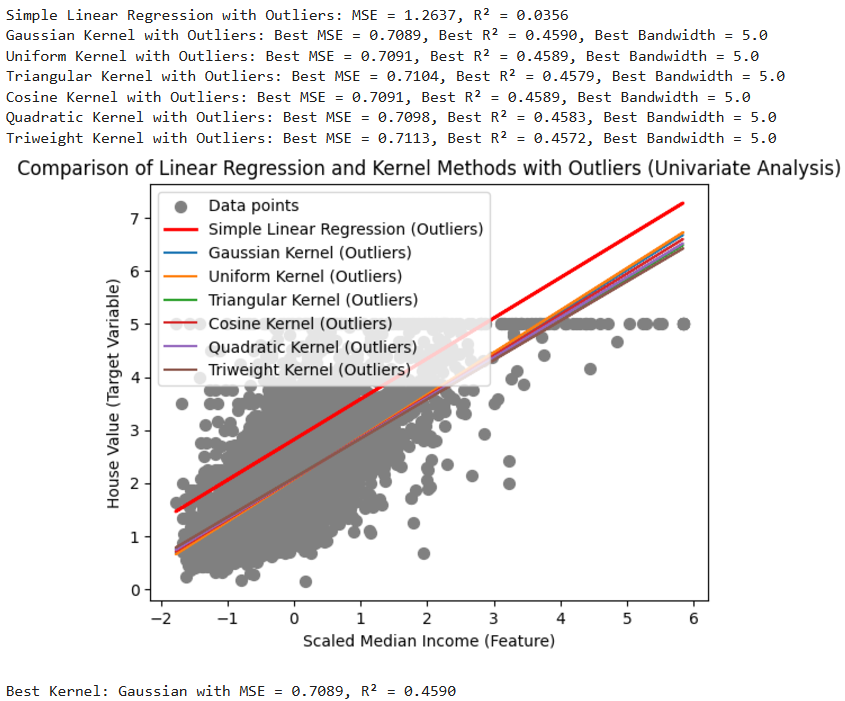 Simple Linear Regression with Outliers: MSE = 1.2637, R² = 0.0356
Gaussian Kernel with Outliers: Best MSE = 0.7089, Best R² = 0.4590, Best Bandwidth = 5.0
Uniform Kernel with Outliers: Best MSE = 0.7091, Best R² = 0.4589, Best Bandwidth = 5.0
Triangular Kernel with Outliers: Best MSE = 0.7104, Best R² = 0.4579, Best Bandwidth = 5.0
Cosine Kernel with Outliers: Best MSE = 0.7091, Best R² = 0.4589, Best Bandwidth = 5.0
Quadratic Kernel with Outliers: Best MSE = 0.7098, Best R² = 0.4583, Best Bandwidth = 5.0
Triweight Kernel with Outliers: Best MSE = 0.7113, Best R² = 0.4572, Best Bandwidth = 5.0
Comparison of Linear Regression and Kernel Methods with Outliers (Univariate Analysis)
Data points
Simple Linear Regression (Outliers)
Gaussian Kernel (Outliers)
Uniform Kernel (Outliers)
Triangular Kernel (Outliers)
Cosine Kernel (Outliers)
Quadratic Kernel (Outliers)
Triweight Kernel (Outliers)
House Value (Target Variable)
7
6
5
4
3
2
1
0
−2 −1 0 1 2 3 4 5 6
Scaled Median Income (Feature)
Best Kernel: Gaussian with MSE = 0.7089, R² = 0.4590